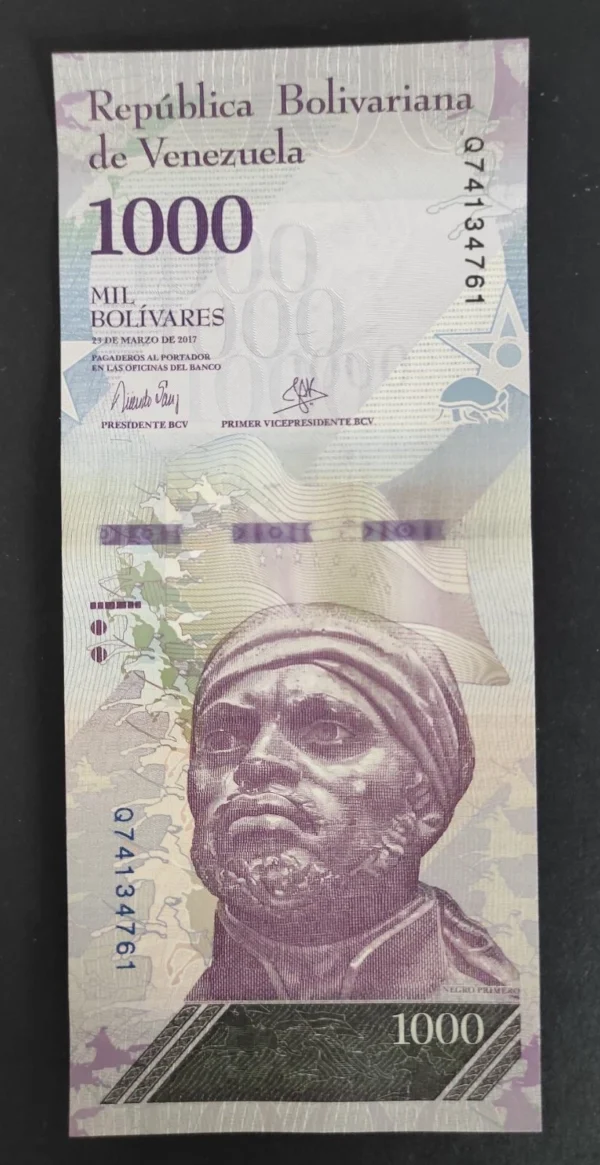 República Bolivariana
de Venezuela
Q74134761
1000
MIL
BOLÍVARES
23 DE MARZO DE 2017
PAGADEROS AL PORTADOR
EN LAS OFICINAS DEL BANCO
PRESIDENTE BCV
PRIMER VICEPRESIDENTE BCV
Q74134761
NEGRO PRIMERO
1000